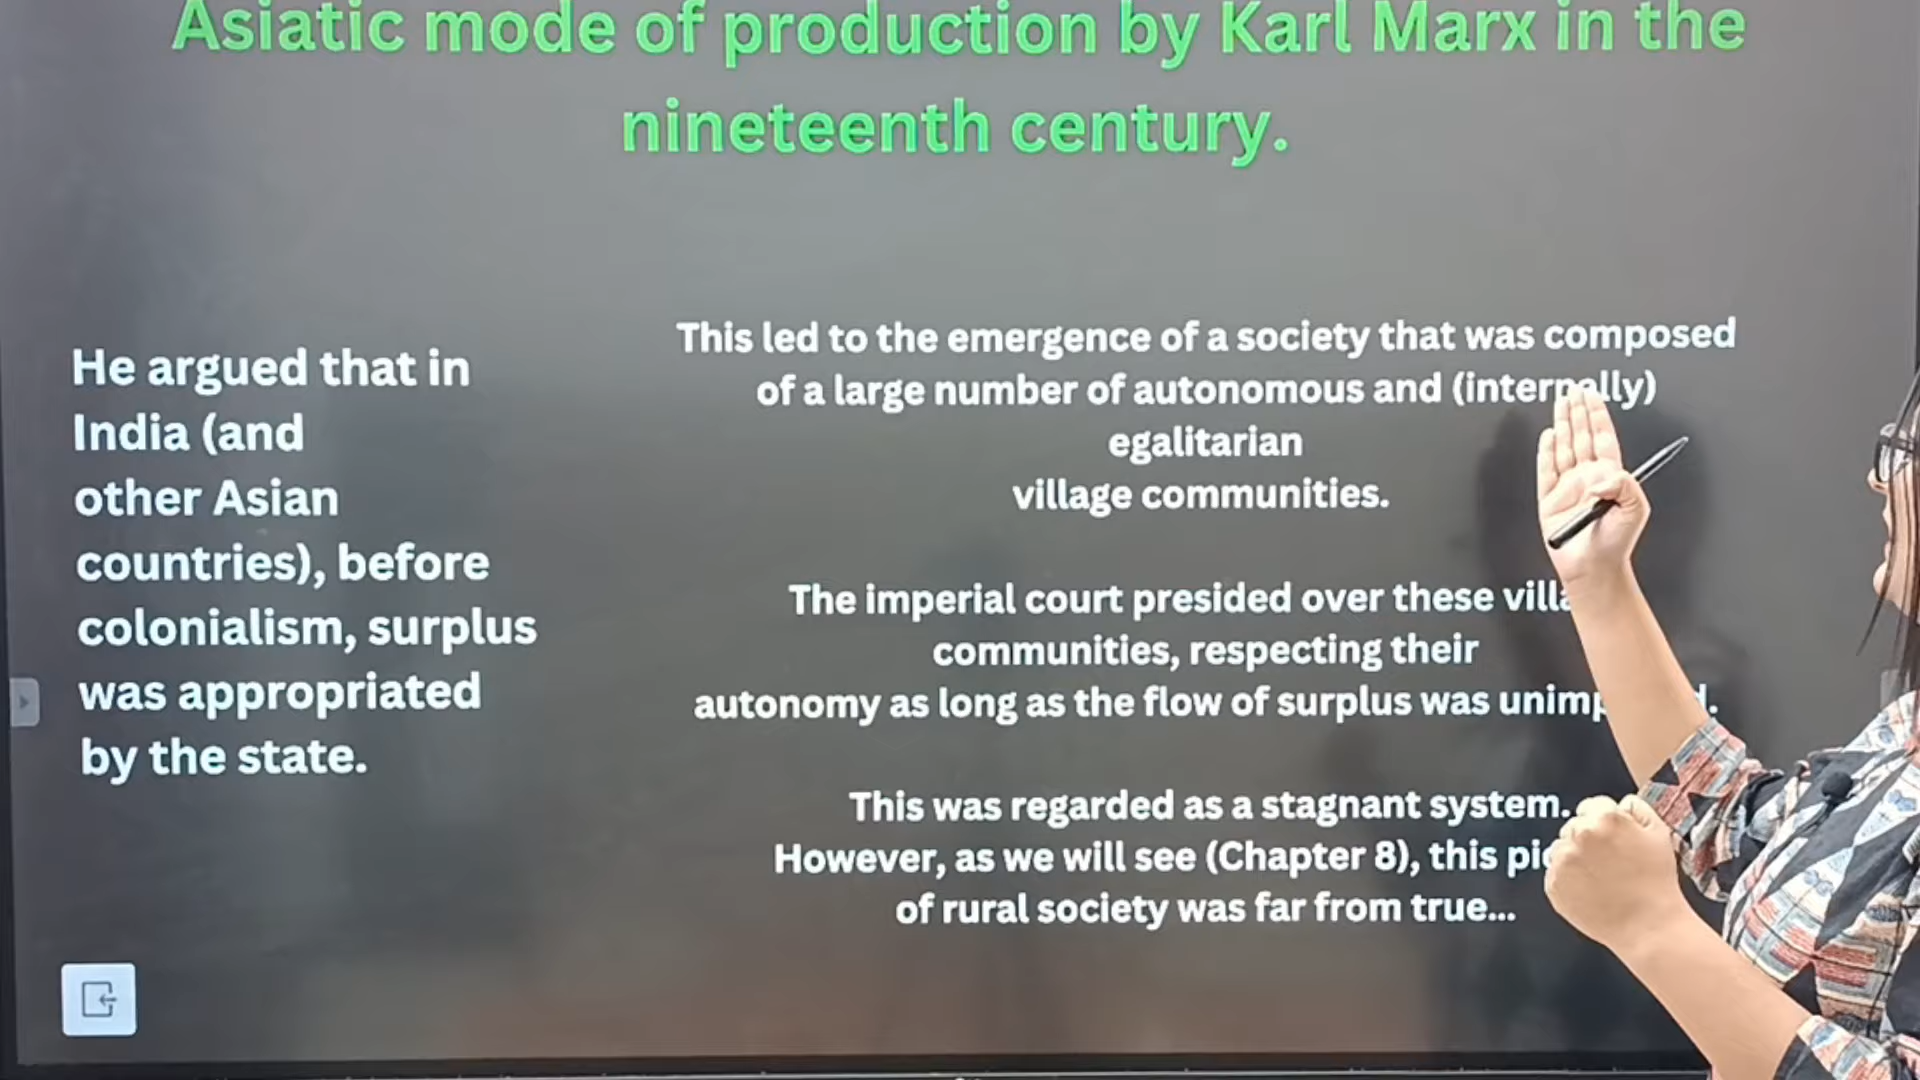 Asiatic mode of production by Karl Marx in the
nineteenth century.
He argued that in
India (and
other Asian
countries), before
colonialism, surplus
was appropriated
by the state.
This led to the emergence of a society that was composed
of a large number of autonomous and (internally)
egalitarian
village communities.
The imperial court presided over these
communities, respecting their
autonomy as long as the flow of surplus was
This was regarded as a stagnant system.
However, as we will see (Chapter 8), this
of rural society was far from true...